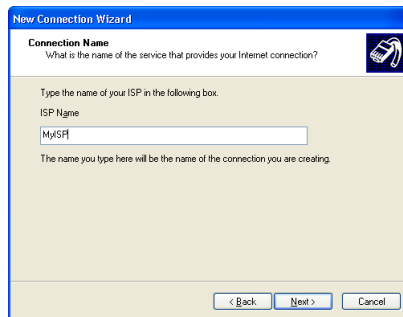 New Connection Wizard
Connection Name
What is the name of the service that provides your Internet connection?
Type the name of your ISP in the following box.
ISP Name
MyISP
The name you type here will be the name of the connection you are creating.
< Back Next > Cancel